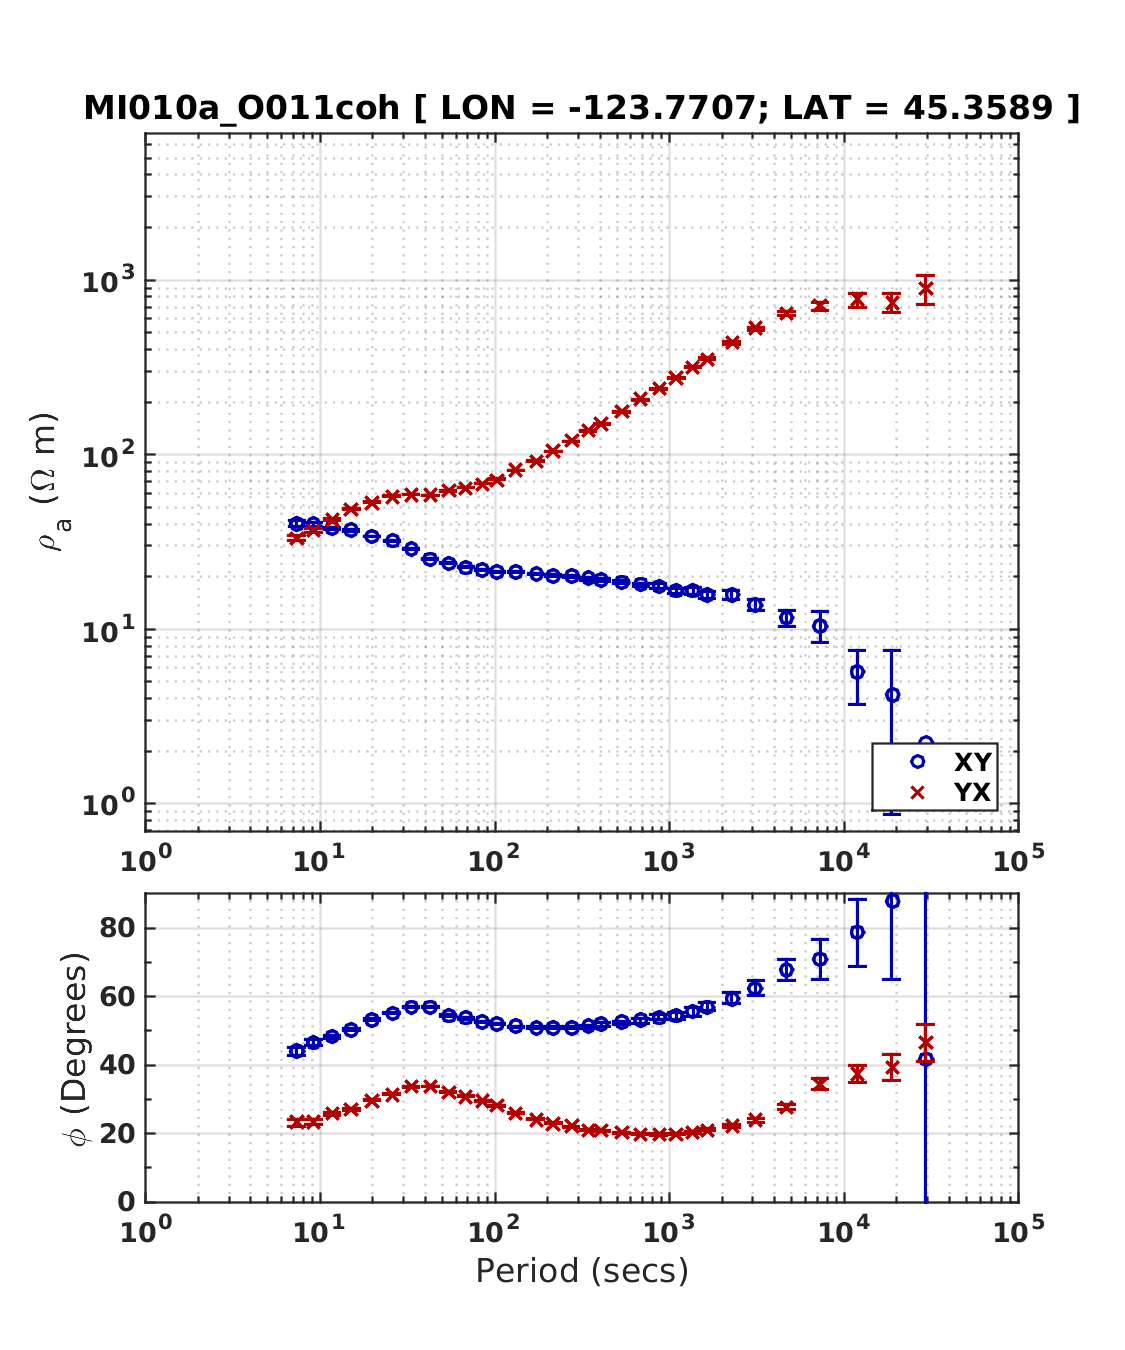 MI010a_O011coh [ LON = -123.7707; LAT = 45.3589 ]
ρa (Ω m)
10³
10²
10¹
10⁰
XY
YX
10⁰ 10¹ 10² 10³ 10⁴ 10⁵
ϕ (Degrees)
80
60
40
20
0
10⁰ 10¹ 10² 10³ 10⁴ 10⁵
Period (secs)